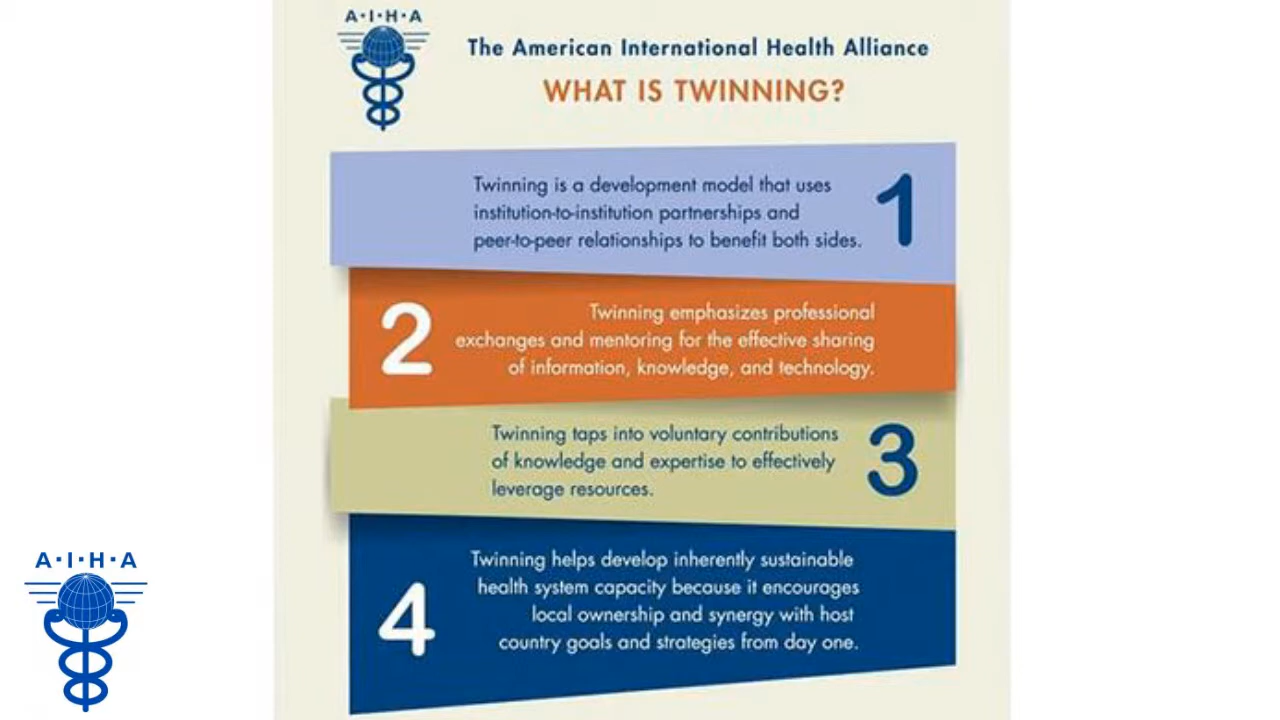 A·I·H·A
The American International Health Alliance
WHAT IS TWINNING?
Twinning is a development model that uses
institution-to-institution partnerships and
peer-to-peer relationships to benefit both sides.
1
2
Twinning emphasizes professional
exchanges and mentoring for the effective sharing
of information, knowledge, and technology.
Twinning taps into voluntary contributions
of knowledge and expertise to effectively
leverage resources.
3
4
Twinning helps develop inherently sustainable
health system capacity because it encourages
local ownership and synergy with host
country goals and strategies from day one.
A·I·H·A